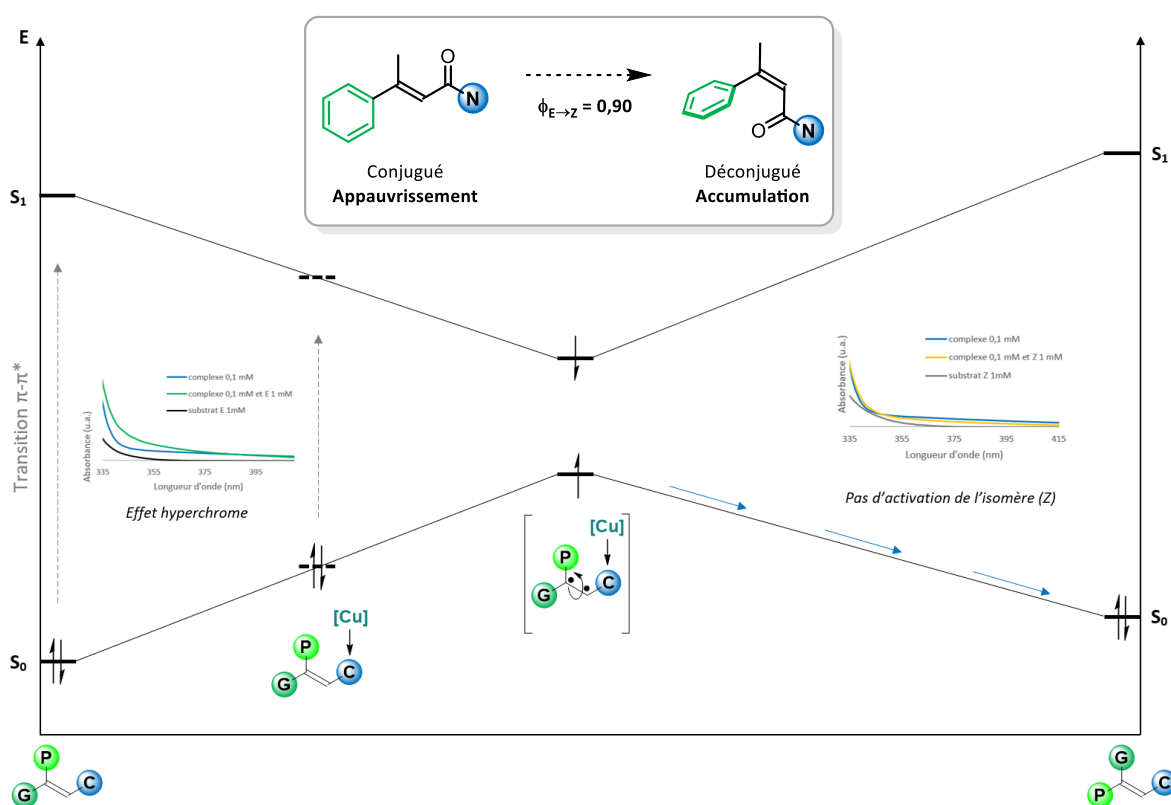 E
O
N
ϕE→Z = 0,90
O
N
Conjugué
Appauvrissement
Déconjugué
Accumulation
S1
S1
Transition π-π*
Absorbance (u.a.)
complexe 0,1 mM
complexe 0,1 mM et E 1 mM
substrat E 1mM
335
355
375
395
Longueur d'onde (nm)
Effet hyperchrome
Absorbance (u.a.)
complexe 0,1 mM
complexe 0,1 mM et Z 1 mM
substrat Z 1mM
335
355
375
395
415
Longueur d'onde (nm)
Pas d'activation de l'isomère (Z)
[Cu]
P
G
C
[Cu]
P
G
C
S0
S0
P
G
C
G
P
C